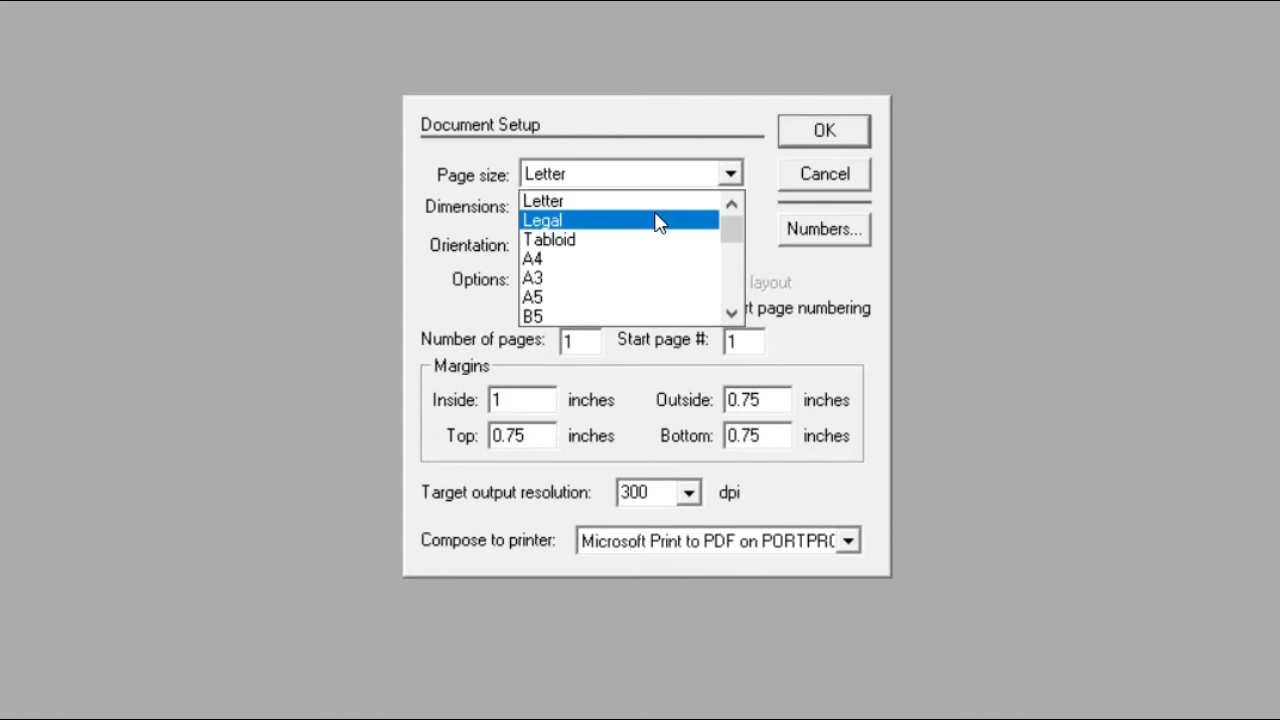 Document Setup
OK
Page size: Letter
Cancel
Dimensions:
Letter
Legal
Numbers...
Orientation:
Tabloid
A4
Options:
A3
layout
A5
rt page numbering
B5
Number of pages: 1 Start page #: 1
Margins
Inside: 1 inches Outside: 0.75 inches
Top: 0.75 inches Bottom: 0.75 inches
Target output resolution: 300 dpi
Compose to printer: Microsoft Print to PDF on PORTPRO